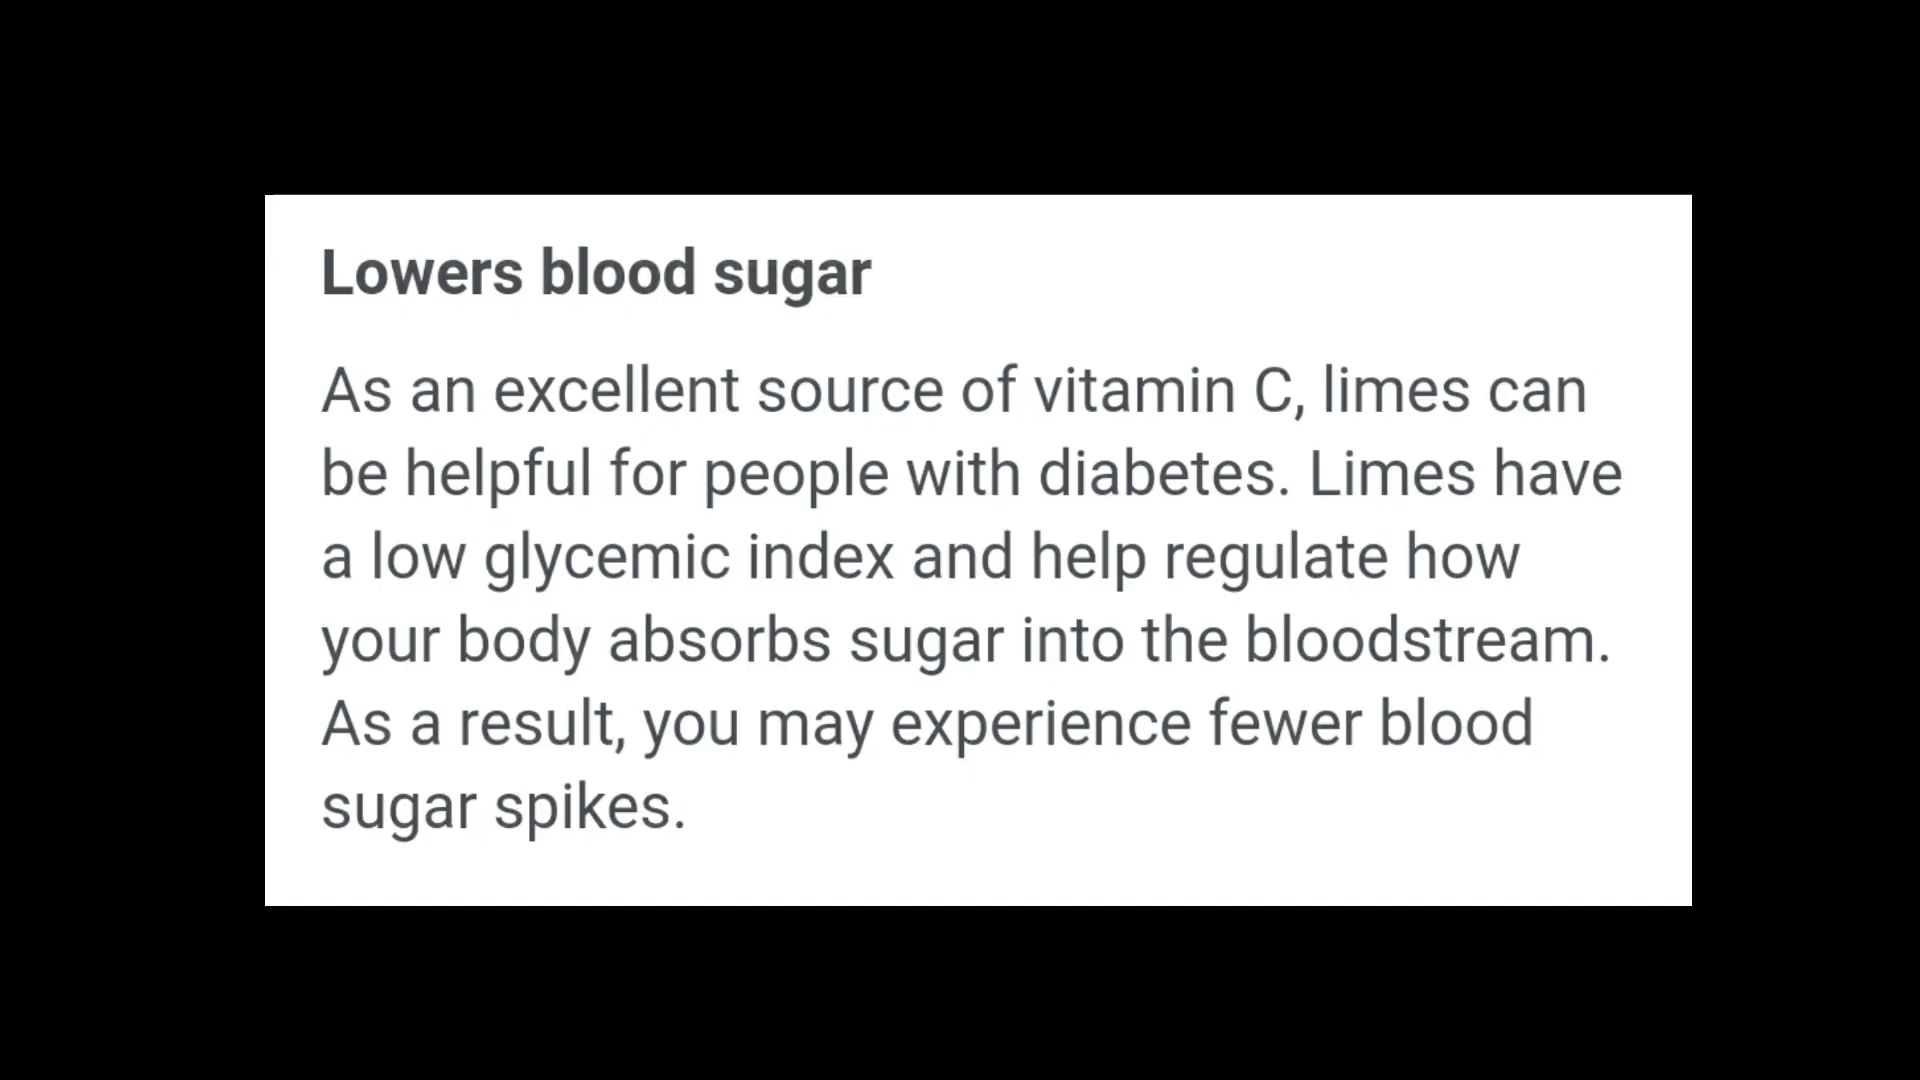 Lowers blood sugar
As an excellent source of vitamin C, limes can
be helpful for people with diabetes. Limes have
a low glycemic index and help regulate how
your body absorbs sugar into the bloodstream.
As a result, you may experience fewer blood
sugar spikes.